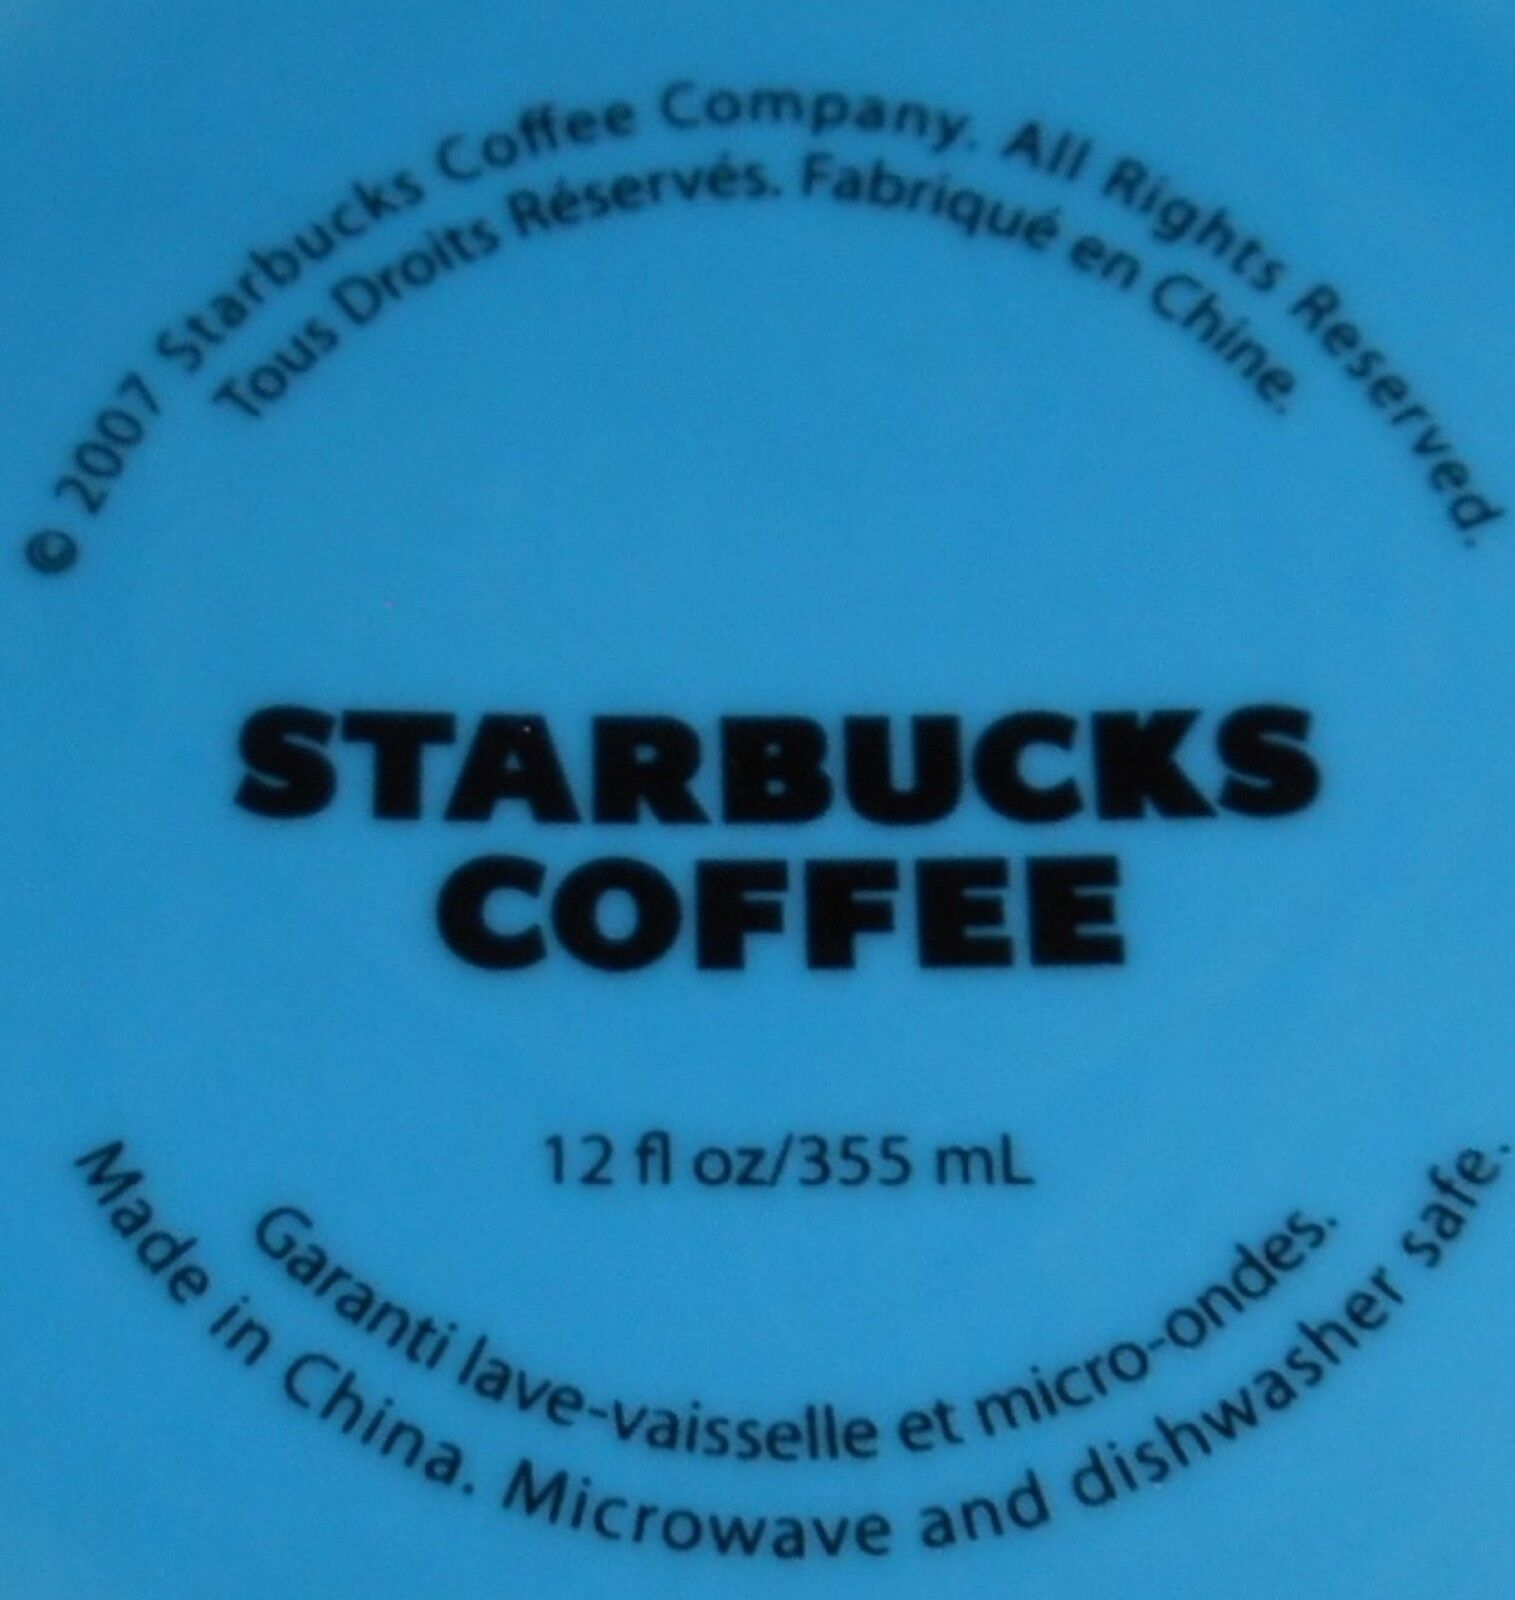 © 2007 Starbucks Coffee Company. All Rights Reserved.
Tous Droits Réservés. Fabriqué en Chine.
STARBUCKS
COFFEE
12 fl oz/355 mL
Garanti lave-vaisselle et micro-ondes.
Made in China. Microwave and dishwasher safe.